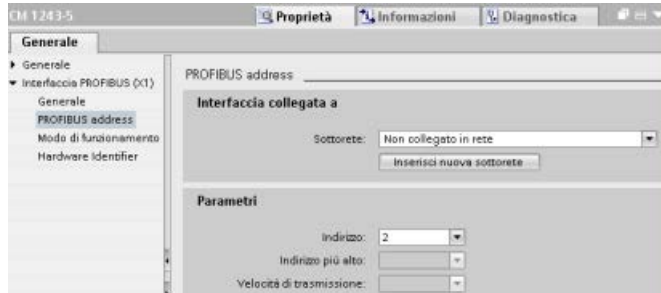 CM 1243-5
Proprietà
Informazioni
Diagnostica
Generale
Generale
Interfaccia PROFIBUS (X1)
Generale
PROFIBUS address
Modo di funzionamento
Hardware Identifier
PROFIBUS address
Interfaccia collegata a
Sottorete: Non collegato in rete
Inserisci nuova sottorete
Parametri
Indirizzo: 2
Indirizzo più alto:
Velocità di trasmissione: